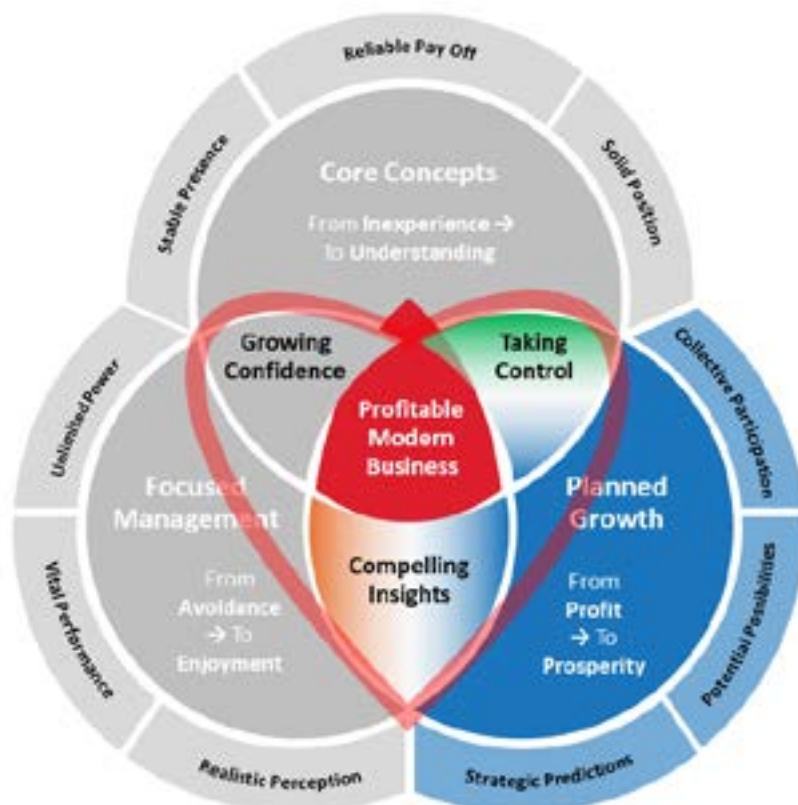 Reliable Pay Off
Stable Presence
Solid Position
Core Concepts
From Inexperience →
To Understanding
Growing
Confidence
Taking
Control
Profitable
Modern
Business
Unlimited Power
Collective Participation
Focused
Management
Planned
Growth
Compelling
Insights
From
Avoidance
→ To
Enjoyment
From
Profit
→ To
Prosperity
Vital Performance
Potential Possibilities
Realistic Perception
Strategic Predictions